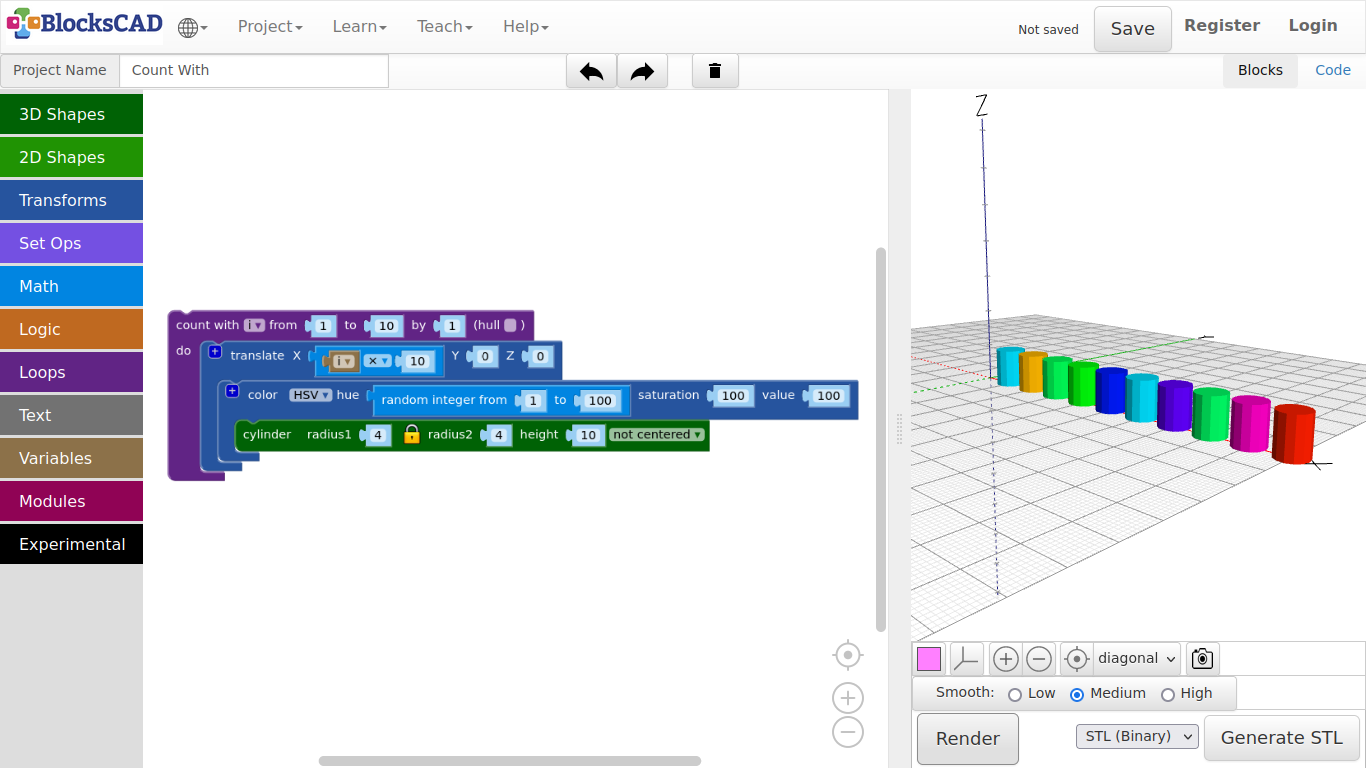 BlocksCAD Project Learn Teach Help Not saved Save Register Login
Project Name Count With Blocks Code
3D Shapes
2D Shapes
Transforms
Set Ops
Math
Logic
Loops
Text
Variables
Modules
Experimental
count with i from 1 to 10 by 1 (hull )
do
translate X i × 10 Y 0 Z 0
color HSV hue random integer from 1 to 100 saturation 100 value 100
cylinder radius1 4 radius2 4 height 10 not centered
Z
diagonal
Smooth: Low Medium High
Render STL (Binary) Generate STL